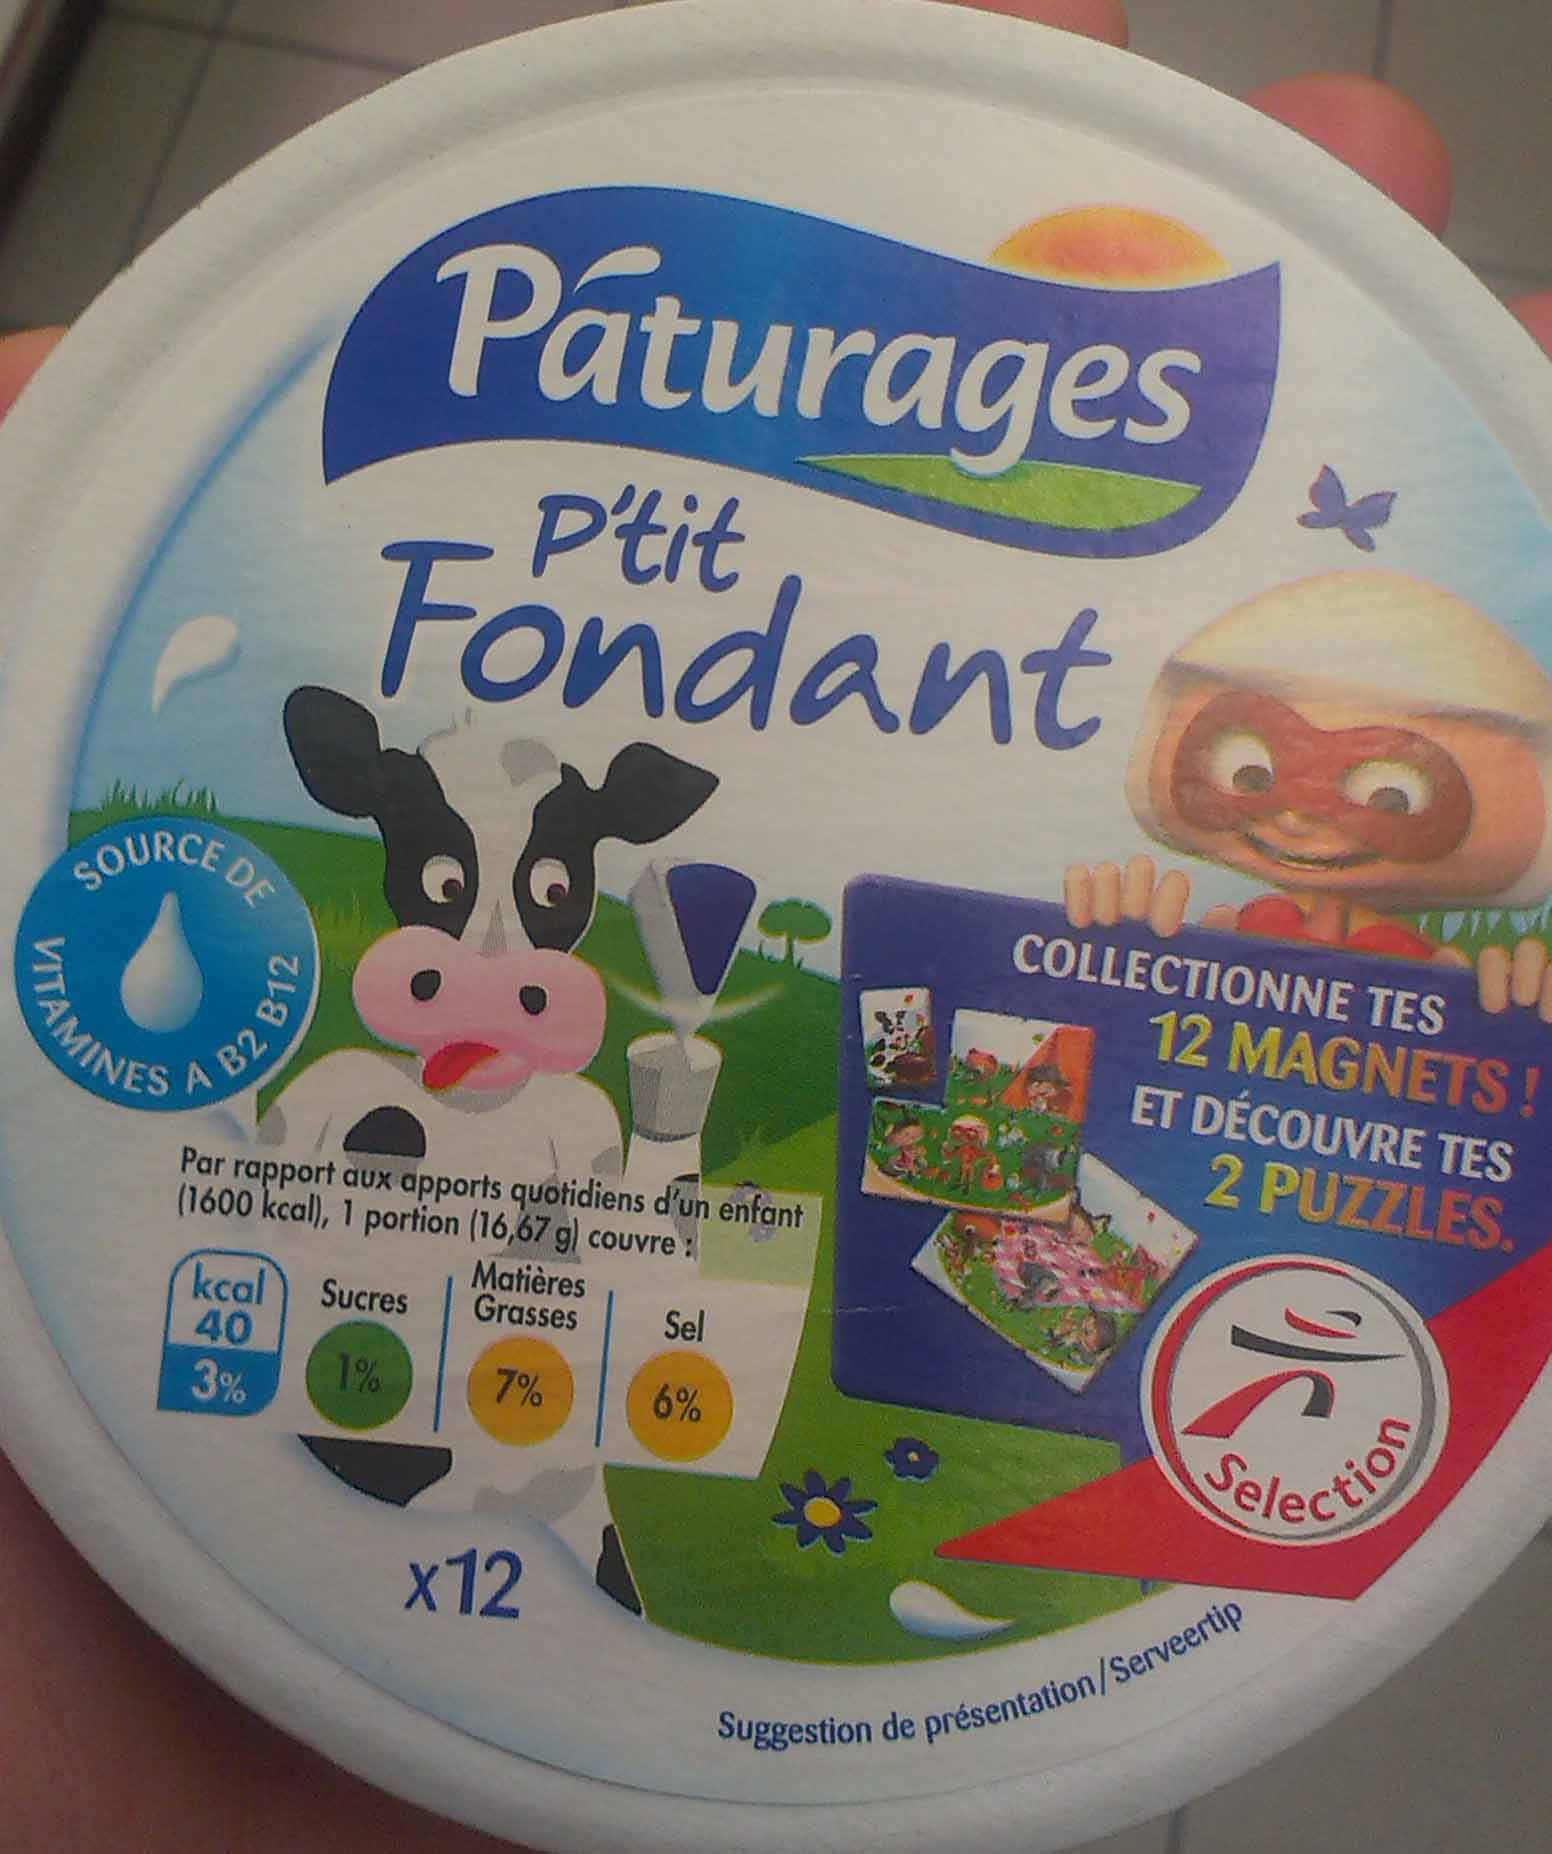 Pâturages
P'tit
Fondant
SOURCE DE
VITAMINES A B2 B12
COLLECTIONNE TES
12 MAGNETS !
ET DÉCOUVRE TES
2 PUZZLES.
Par rapport aux apports quotidiens d'un enfant
(1600 kcal), 1 portion (16,67 g) couvre :
kcal
40
3%
Sucres
1%
Matières
Grasses
7%
Sel
6%
Selection
x12
Suggestion de présentation/Serveertip